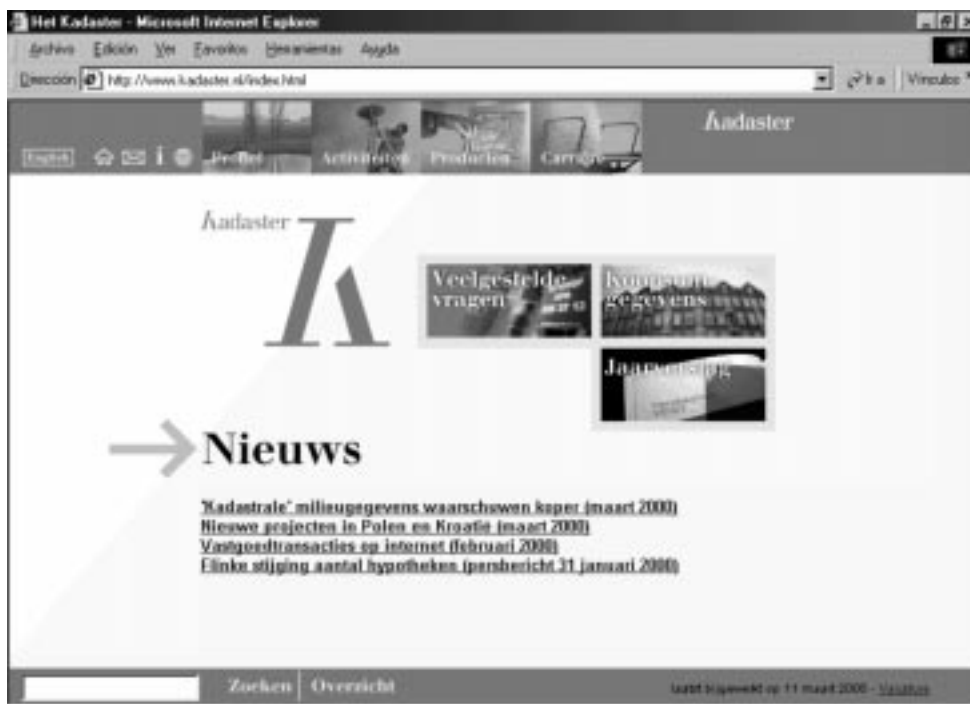 Het Kadaster - Microsoft Internet Explorer
Archivo Edición Ver Favoritos Herramientas Ayuda
Dirección http://www.kadaster.nl/index.html Ir a Vínculos
kadaster
English i Profiel Activiteiten Producten Carrière
kadaster
K
Veelgestelde
vragen
Koopsom
gegevens
Jaarverslag
Nieuws
'Kadastrale' milieugegevens waarschuwen koper (maart 2000)
Nieuwe projecten in Polen en Kroatië (maart 2000)
Vastgoedtransacties op internet (februari 2000)
Flinke stijging aantal hypotheken (persbericht 31 januari 2000)
Zoeken Overzicht
laatst bijgewerkt op 11 maart 2000 -